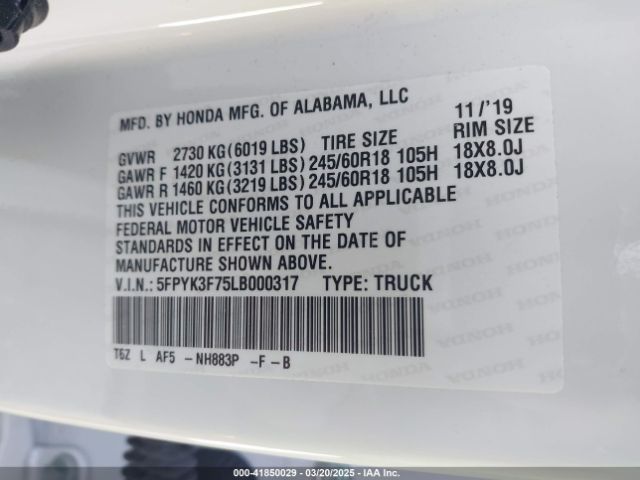 MFD. BY HONDA MFG. OF ALABAMA, LLC 11/'19
GVWR 2730 KG(6019 LBS) TIRE SIZE RIM SIZE
GAWR F 1420 KG(3131 LBS) 245/60R18 105H 18X8.0J
GAWR R 1460 KG(3219 LBS) 245/60R18 105H 18X8.0J
THIS VEHICLE CONFORMS TO ALL APPLICABLE
FEDERAL MOTOR VEHICLE SAFETY
STANDARDS IN EFFECT ON THE DATE OF
MANUFACTURE SHOWN ABOVE.
V.I.N.: 5FPYK3F75LB000317 TYPE: TRUCK
T6Z L AF5 -NH883P -F-B
000-41850029 - 03/20/2025 - IAA Inc.